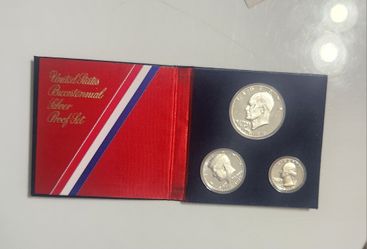 United States
Bicentennial
Silver
Proof Set